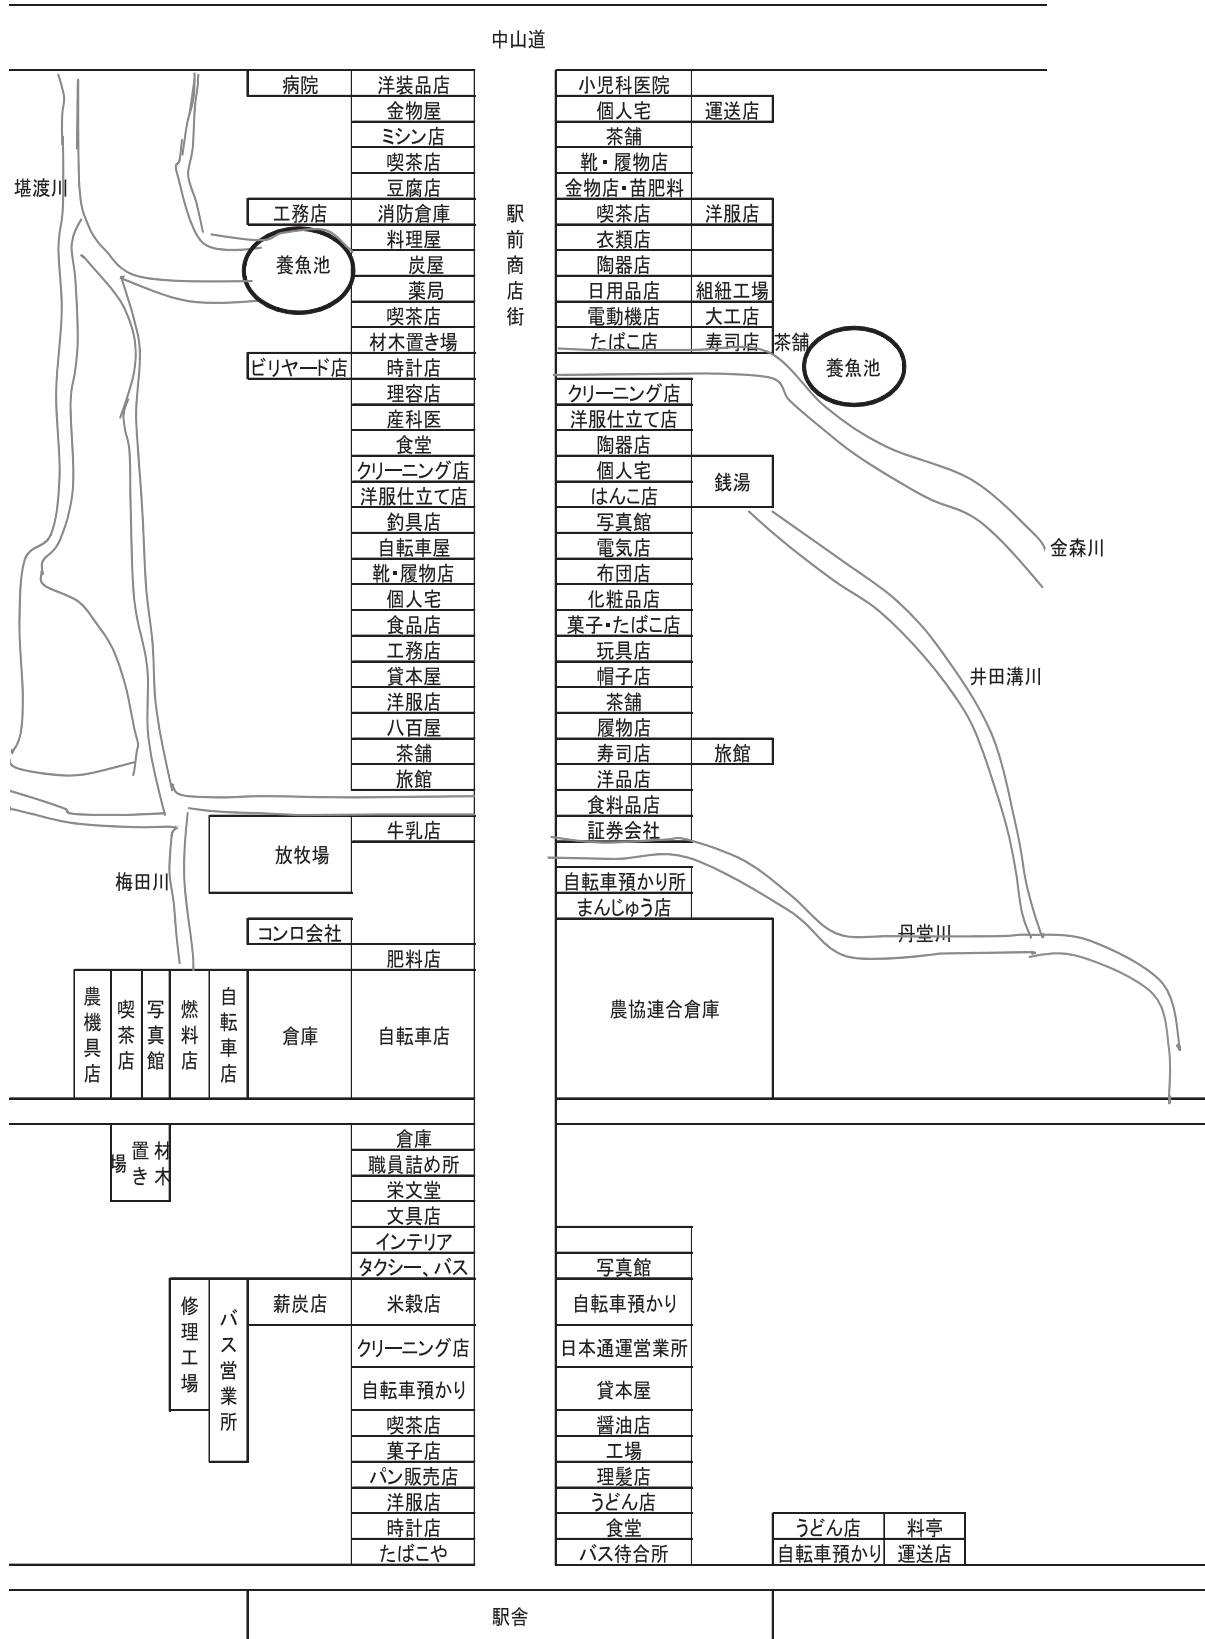 中山道
病院 洋装品店 小児科医院
金物屋 個人宅 運送店
ミシン店 茶舗
喫茶店 靴・履物店
堪渡川 豆腐店 金物店・苗肥料
工務店 消防倉庫 喫茶店 洋服店
駅前商店街
料理屋 衣類店
養魚池 炭屋 陶器店
薬局 日用品店 組紐工場
喫茶店 電動機店 大工店
材木置き場 たばこ店 寿司店 茶舗
ビリヤード店 時計店 養魚池
理容店 クリーニング店
産科医 洋服仕立て店
食堂 陶器店
クリーニング店 個人宅 銭湯
洋服仕立て店 はんこ店
釣具店 写真館
自転車屋 電気店 金森川
靴・履物店 布団店
個人宅 化粧品店
食品店 菓子・たばこ店
工務店 玩具店
貸本屋 帽子店 井田溝川
洋服店 茶舗
八百屋 履物店
茶舗 寿司店 旅館
旅館 洋品店
食料品店
牛乳店 証券会社
放牧場
梅田川 自転車預かり所
まんじゅう店
コンロ会社 丹堂川
肥料店
農機具店 喫茶店 写真館 燃料店 自転車店 倉庫 自転車店 農協連合倉庫
材木置き場 倉庫
職員詰め所
栄文堂
文具店
インテリア
タクシー、バス 写真館
修理工場 バス営業所 薪炭店 米穀店 自転車預かり
クリーニング店 日本通運営業所
自転車預かり 貸本屋
喫茶店 醤油店
菓子店 工場
パン販売店 理髪店
洋服店 うどん店
時計店 食堂 うどん店 料亭
たばこや バス待合所 自転車預かり 運送店
駅舎